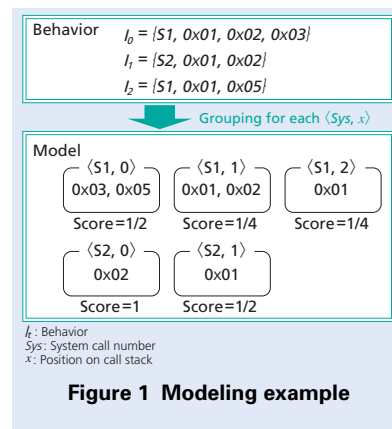 Behavior
I0 = {S1, 0x01, 0x02, 0x03}
I1 = {S2, 0x01, 0x02}
I2 = {S1, 0x01, 0x05}
Grouping for each ⟨Sys, x⟩
Model
⟨S1, 0⟩ ⟨S1, 1⟩ ⟨S1, 2⟩
0x03, 0x05 0x01, 0x02 0x01
Score=1/2 Score=1/4 Score=1/4
⟨S2, 0⟩ ⟨S2, 1⟩
0x02 0x01
Score=1 Score=1/2
It : Behavior
Sys : System call number
x : Position on call stack
Figure 1 Modeling example